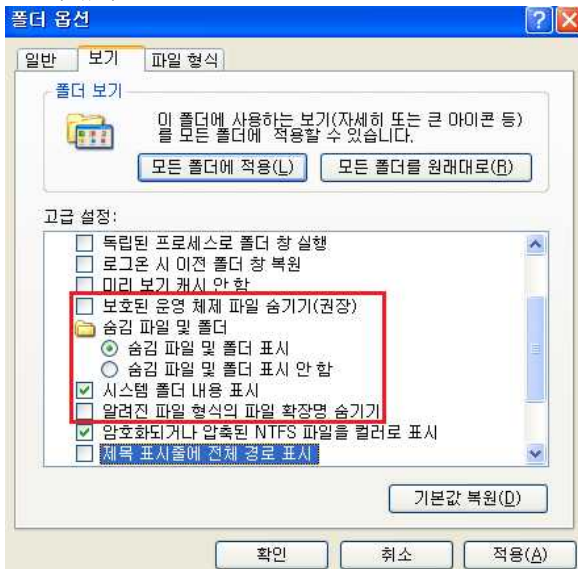 폴더 옵션
일반 보기 파일 형식
폴더 보기
이 폴더에 사용하는 보기(자세히 또는 큰 아이콘 등)
를 모든 폴더에 적용할 수 있습니다.
모든 폴더에 적용(L) 모든 폴더를 원래대로(R)
고급 설정:
독립된 프로세스로 폴더 창 실행
로그온 시 이전 폴더 창 복원
미리 보기 캐시 안 함
보호된 운영 체제 파일 숨기기(권장)
숨김 파일 및 폴더
숨김 파일 및 폴더 표시
숨김 파일 및 폴더 표시 안 함
시스템 폴더 내용 표시
알려진 파일 형식의 파일 확장명 숨기기
암호화되거나 압축된 NTFS 파일을 컬러로 표시
제목 표시줄에 전체 경로 표시
기본값 복원(D)
확인 취소 적용(A)